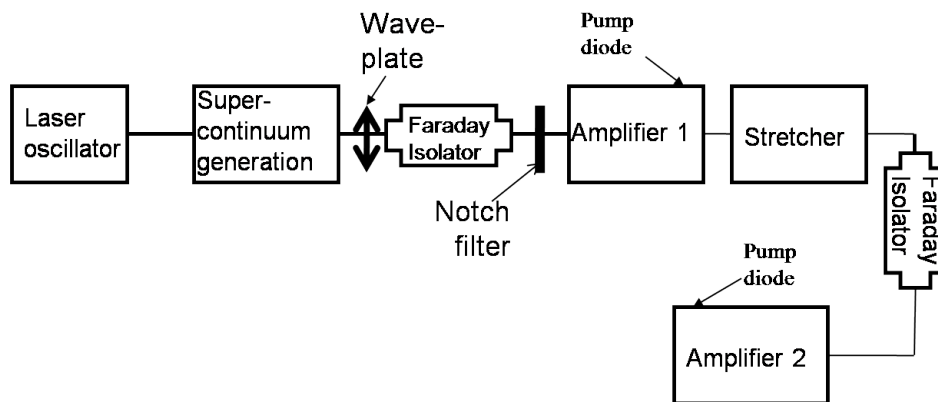 Laser
oscillator
Super-
continuum
generation
Wave-
plate
Faraday
Isolator
Notch
filter
Pump
diode
Amplifier 1
Stretcher
Faraday
Isolator
Pump
diode
Amplifier 2